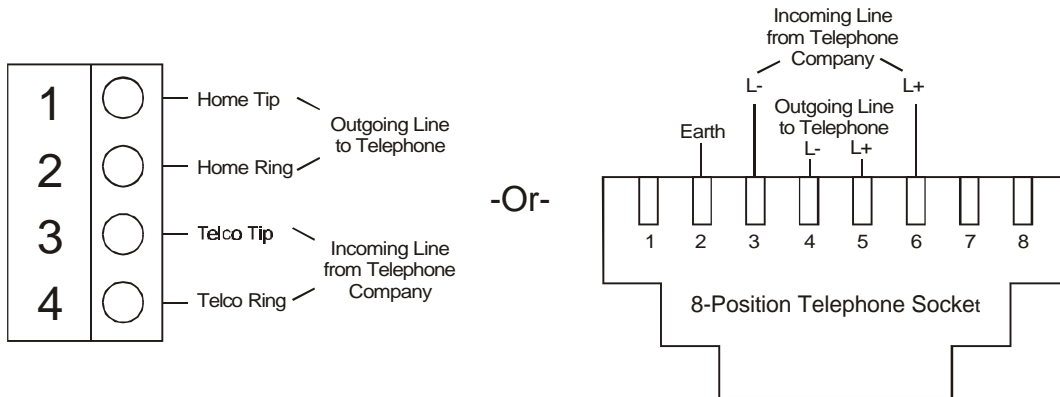 1
Home Tip
2
Home Ring
Outgoing Line
to Telephone
3
Telco Tip
4
Telco Ring
Incoming Line
from Telephone
Company
-Or-
Incoming Line
from Telephone
Company
L-
L+
Outgoing Line
to Telephone
Earth
L-
L+
1 2 3 4 5 6 7 8
8-Position Telephone Socket